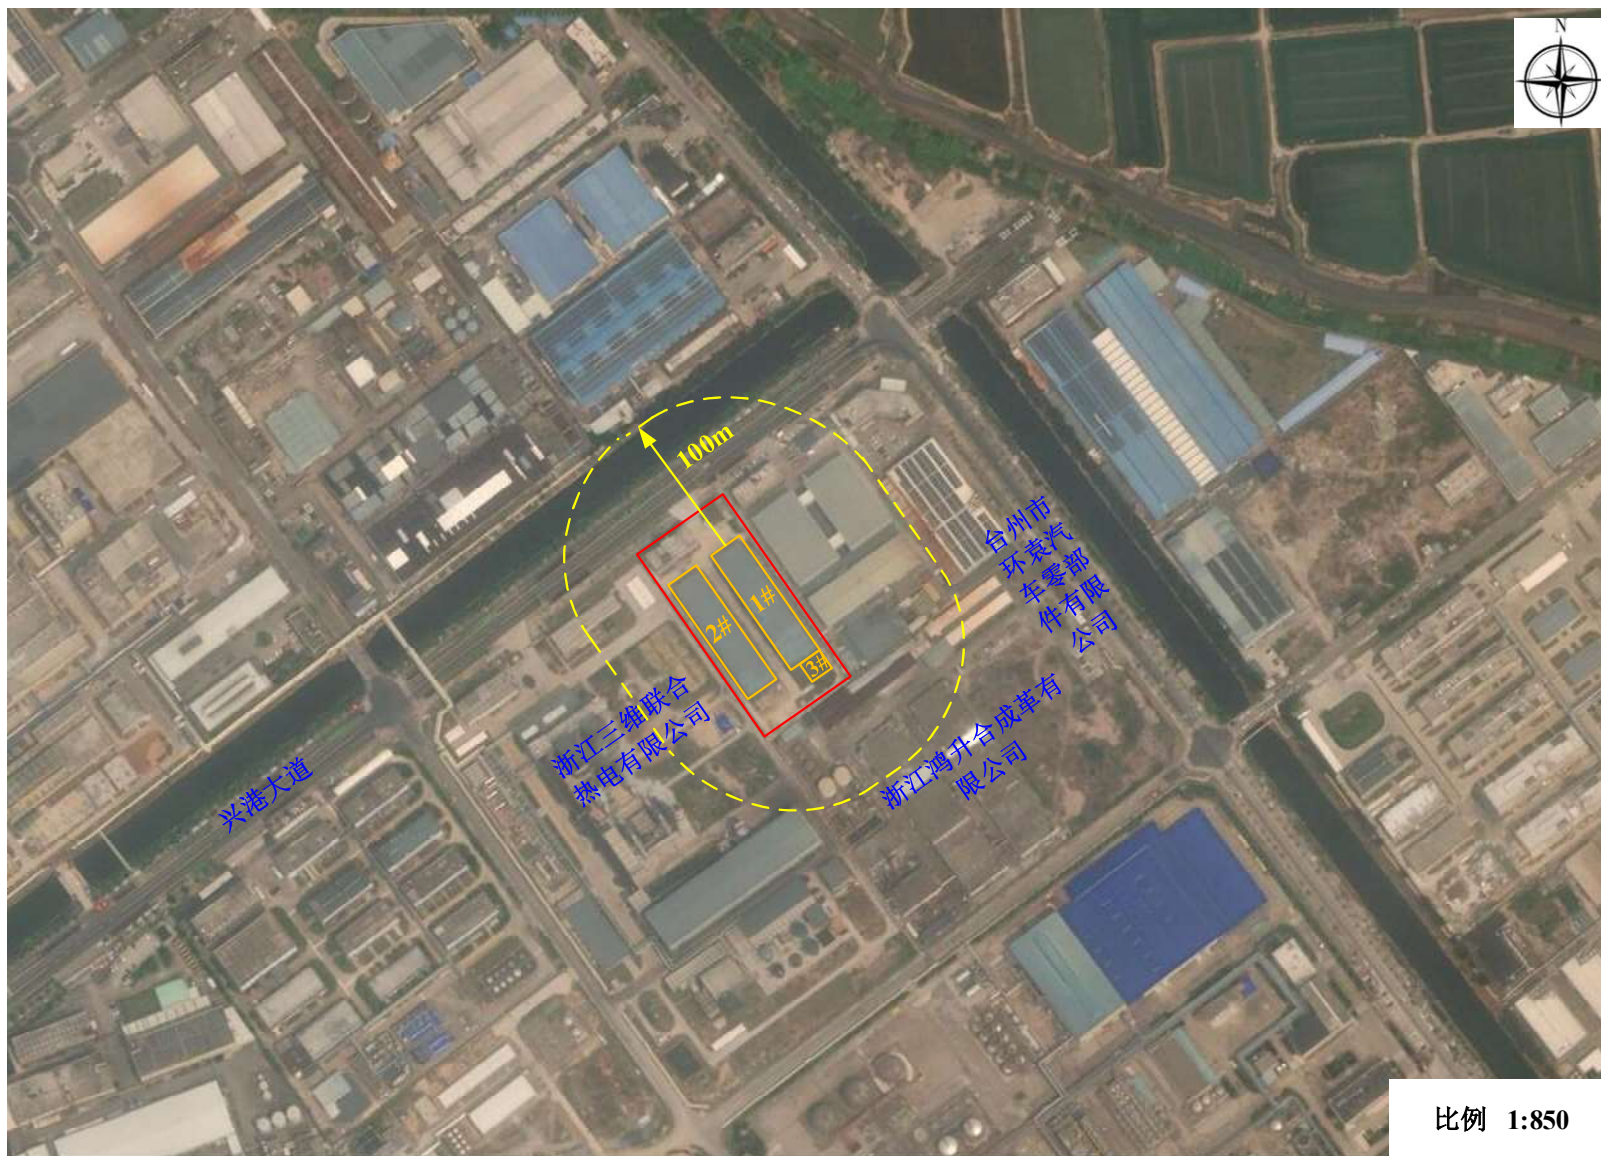 N
100m
1#
2#
3#
台州市
环袁汽
车零部
件有限
公司
浙江三维联合
热电有限公司
浙江鸿升合成革有
限公司
兴港大道
比例 1:850